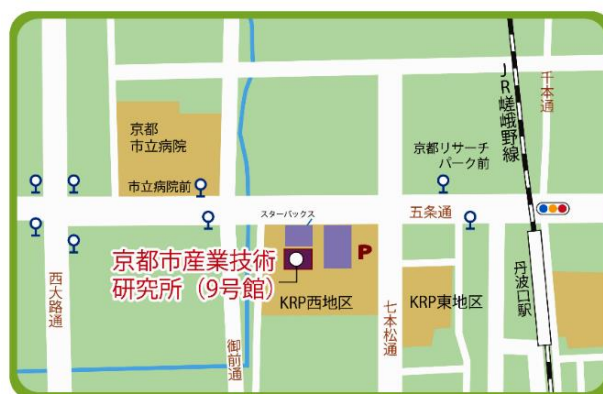 千本通
JR嵯峨野線
京都
市立病院
京都リサーチ
パーク前
市立病院前
スターバックス
五条通
京都市産業技術
研究所（9号館）
P
西大路通
KRP西地区
KRP東地区
丹波口駅
御前通
七本松通